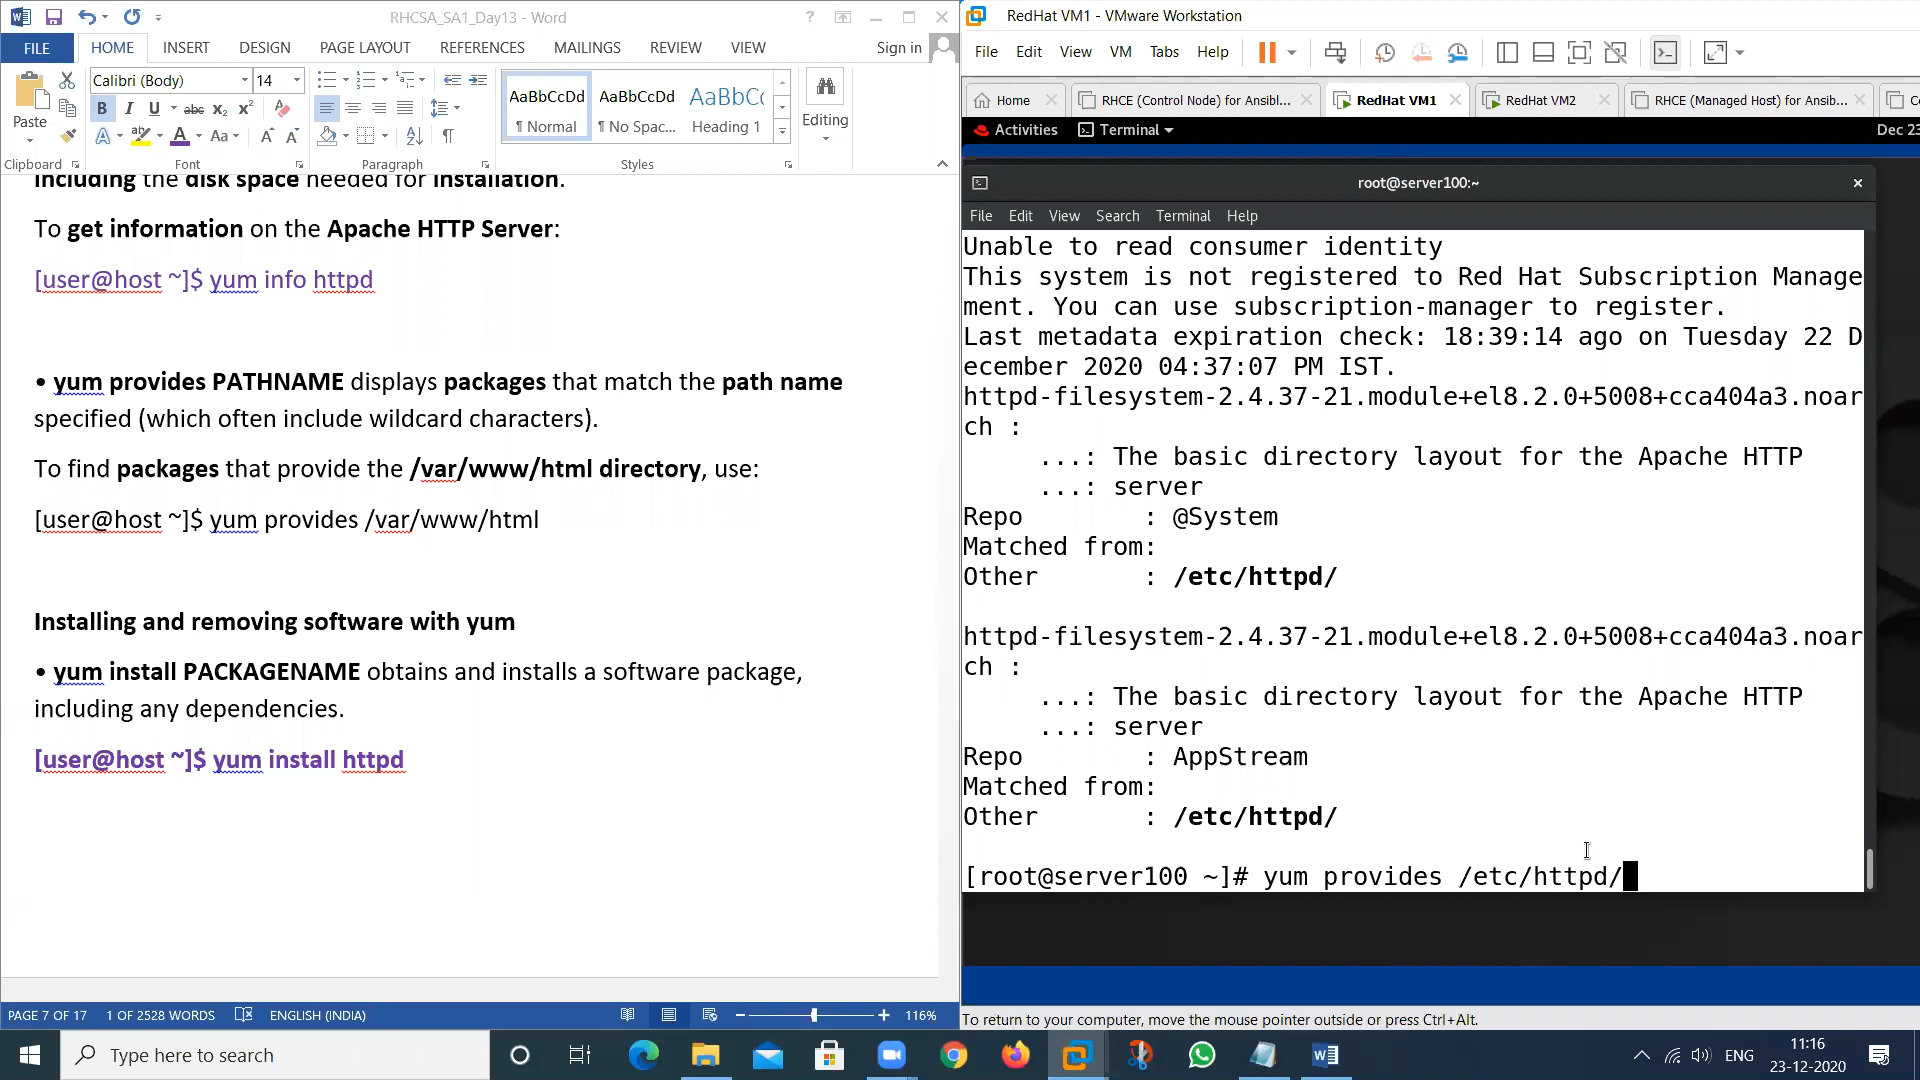 RHCSA_SA1_Day13 - Word
FILE HOME INSERT DESIGN PAGE LAYOUT REFERENCES MAILINGS REVIEW VIEW Sign in
Paste
Calibri (Body) 14
AaBbCcDd AaBbCcDd AaBbCc
¶ Normal ¶ No Spac... Heading 1
Editing
Clipboard Font Paragraph Styles
including the disk space needed for installation.
To get information on the Apache HTTP Server:
[user@host ~]$ yum info httpd
• yum provides PATHNAME displays packages that match the path name
specified (which often include wildcard characters).
To find packages that provide the /var/www/html directory, use:
[user@host ~]$ yum provides /var/www/html
Installing and removing software with yum
• yum install PACKAGENAME obtains and installs a software package,
including any dependencies.
[user@host ~]$ yum install httpd
PAGE 7 OF 17 1 OF 2528 WORDS ENGLISH (INDIA) 116%
RedHat VM1 - VMware Workstation
File Edit View VM Tabs Help
Home RHCE (Control Node) for Ansibl... RedHat VM1 RedHat VM2 RHCE (Managed Host) for Ansib...
Activities Terminal Dec 23
root@server100:~
File Edit View Search Terminal Help
Unable to read consumer identity
This system is not registered to Red Hat Subscription Manage
ment. You can use subscription-manager to register.
Last metadata expiration check: 18:39:14 ago on Tuesday 22 D
ecember 2020 04:37:07 PM IST.
httpd-filesystem-2.4.37-21.module+el8.2.0+5008+cca404a3.noar
ch :
...: The basic directory layout for the Apache HTTP
...: server
Repo : @System
Matched from:
Other : /etc/httpd/
httpd-filesystem-2.4.37-21.module+el8.2.0+5008+cca404a3.noar
ch :
...: The basic directory layout for the Apache HTTP
...: server
Repo : AppStream
Matched from:
Other : /etc/httpd/
[root@server100 ~]# yum provides /etc/httpd/
To return to your computer, move the mouse pointer outside or press Ctrl+Alt.
Type here to search
ENG
11:16
23-12-2020